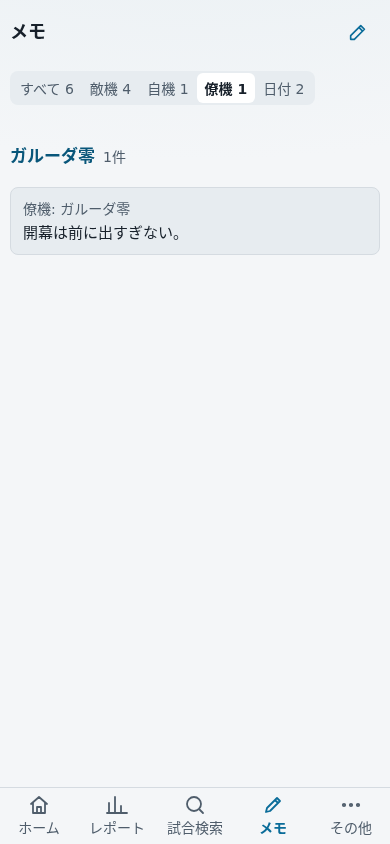 メモ
すべて 6 敵機 4 自機 1 僚機 1 日付 2
ガルーダ零 1件
僚機: ガルーダ零
開幕は前に出すぎない。
ホーム レポート 試合検索 メモ その他